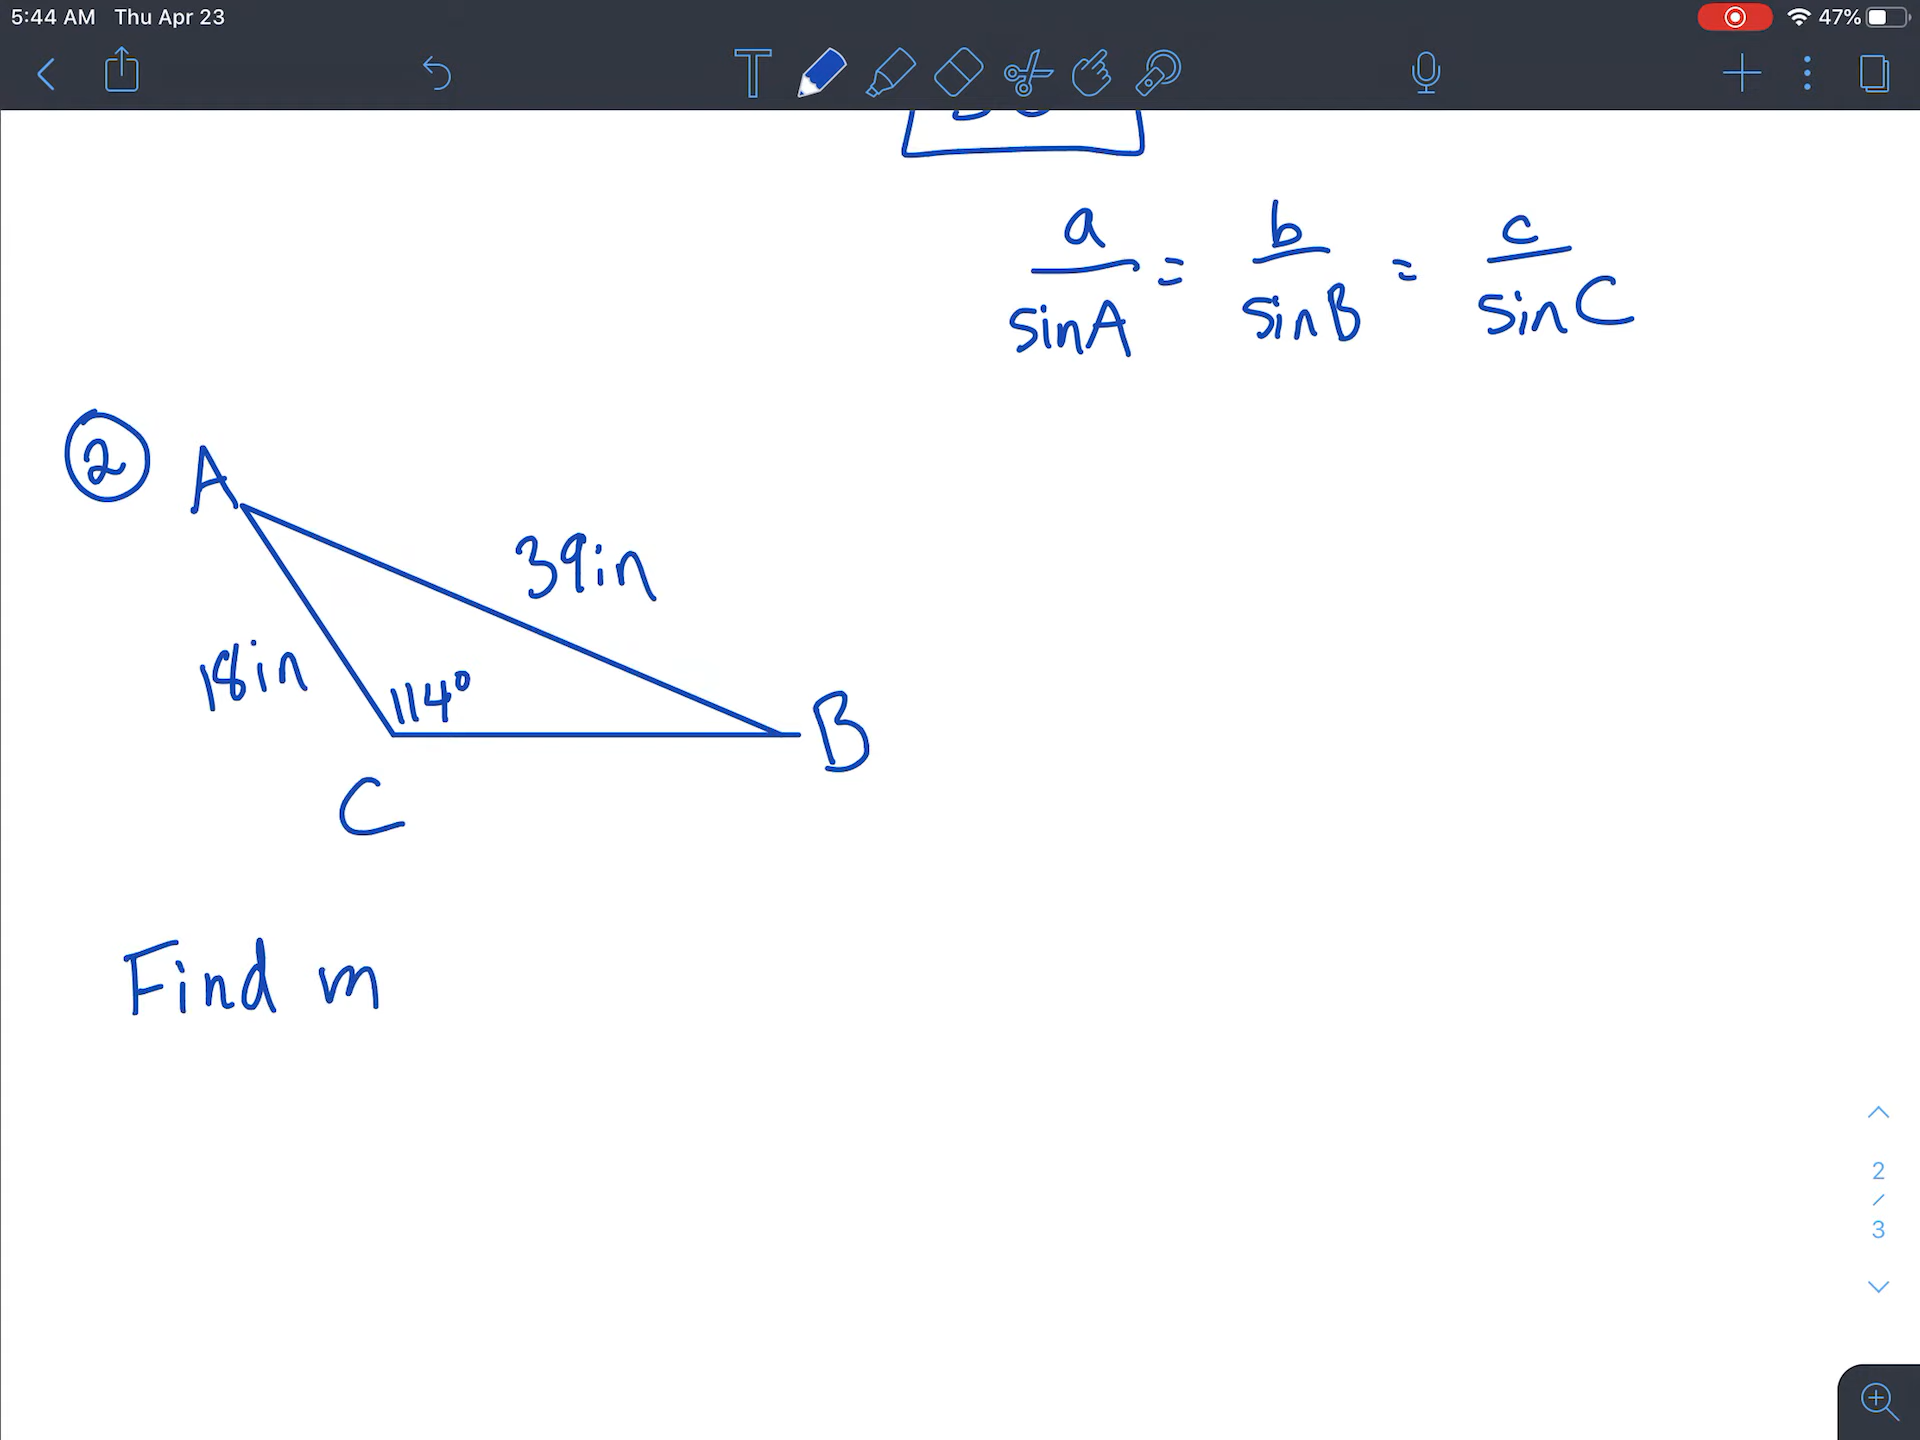 5:44 AM Thu Apr 23
47%
T
a/sinA = b/sinB = c/sinC
2
A
39in
18in
114°
B
C
Find m
2
/
3